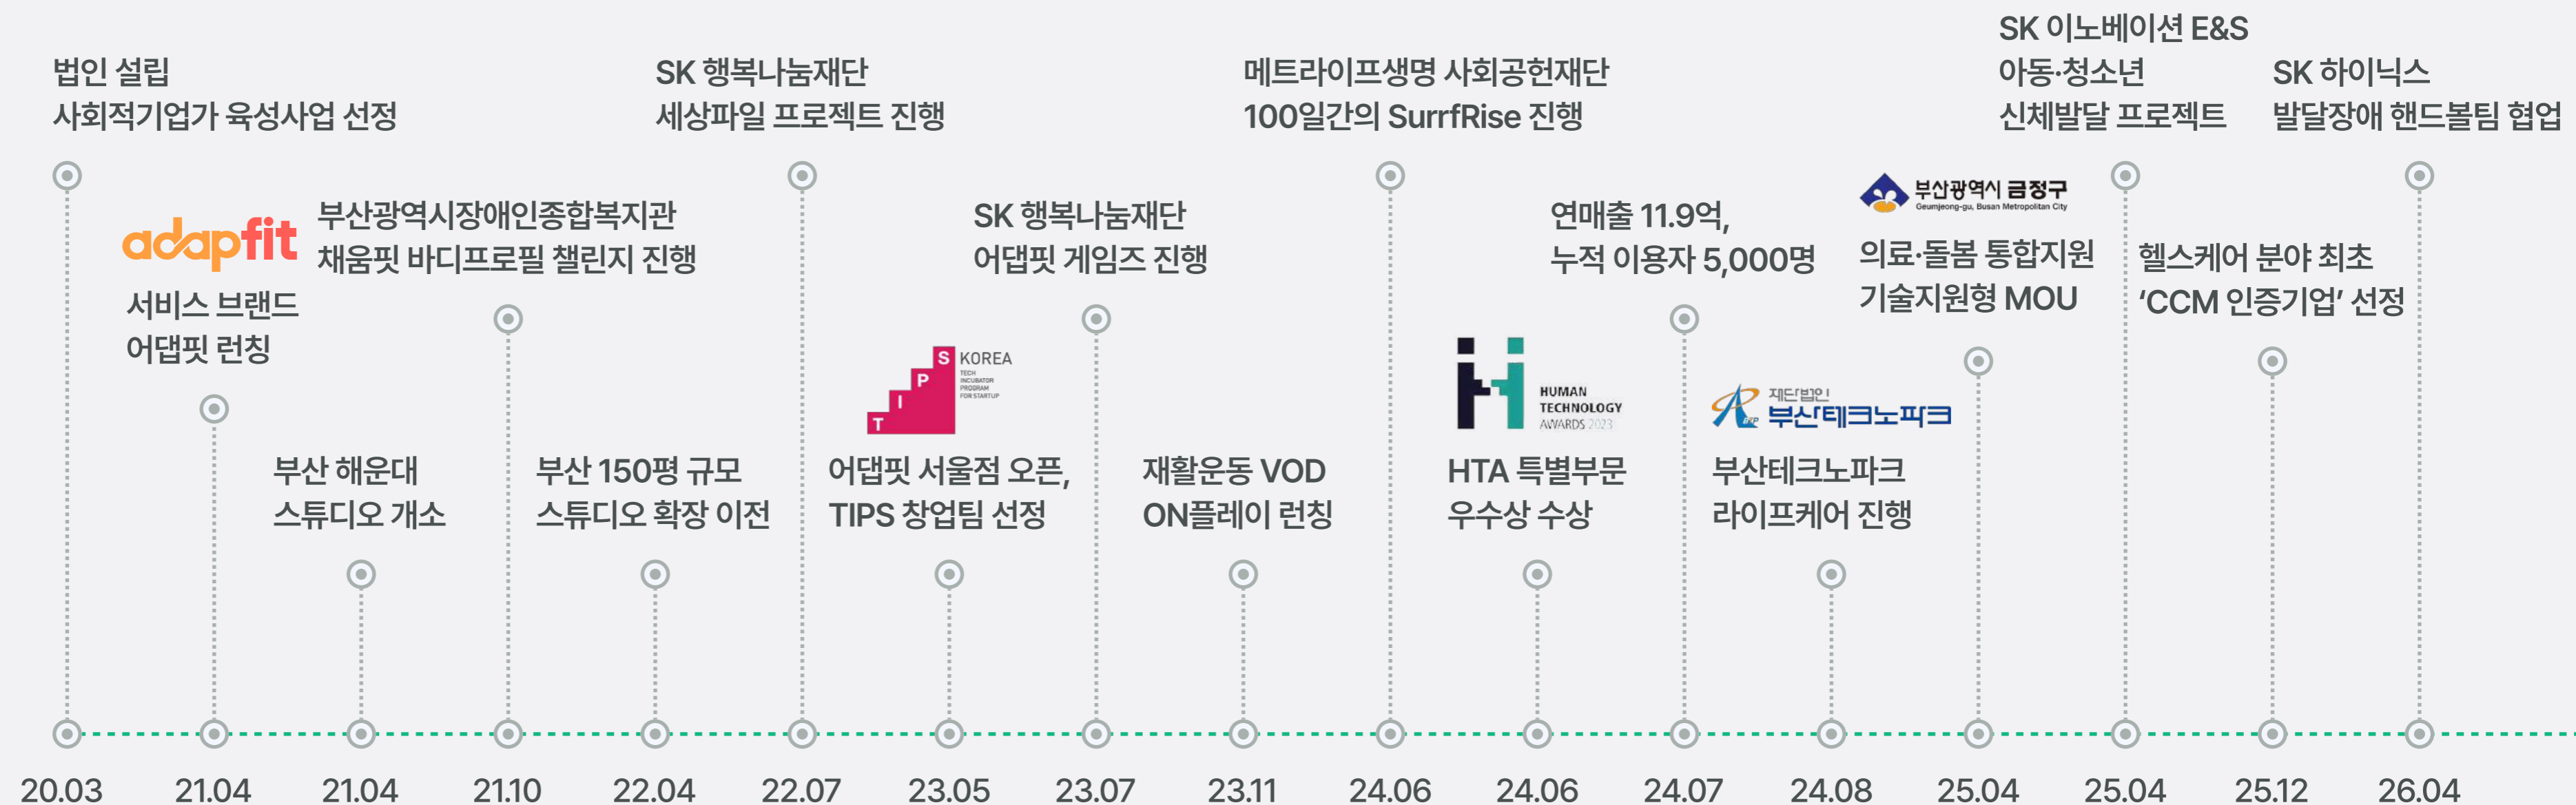 법인 설립
사회적기업가 육성사업 선정
20.03
adapfit
서비스 브랜드
어댑핏 런칭
21.04
부산 해운대
스튜디오 개소
21.04
부산광역시장애인종합복지관
채움핏 바디프로필 챌린지 진행
21.10
부산 150평 규모
스튜디오 확장 이전
22.04
SK 행복나눔재단
세상파일 프로젝트 진행
22.07
TIPS
KOREA
TECH
INCUBATOR
PROGRAM
FOR STARTUP
어댑핏 서울점 오픈,
TIPS 창업팀 선정
23.05
SK 행복나눔재단
어댑핏 게임즈 진행
23.07
재활운동 VOD
ON플레이 런칭
23.11
메트라이프생명 사회공헌재단
100일간의 SurrfRise 진행
24.06
HUMAN
TECHNOLOGY
AWARDS 2023
HTA 특별부문
우수상 수상
24.06
연매출 11.9억,
누적 이용자 5,000명
24.07
재단법인
부산테크노파크
부산테크노파크
라이프케어 진행
24.08
부산광역시 금정구
Geumjeong-gu, Busan Metropolitan City
의료·돌봄 통합지원
기술지원형 MOU
25.04
SK 이노베이션 E&S
아동·청소년
신체발달 프로젝트
25.04
헬스케어 분야 최초
‘CCM 인증기업’ 선정
25.12
SK 하이닉스
발달장애 핸드볼팀 협업
26.04